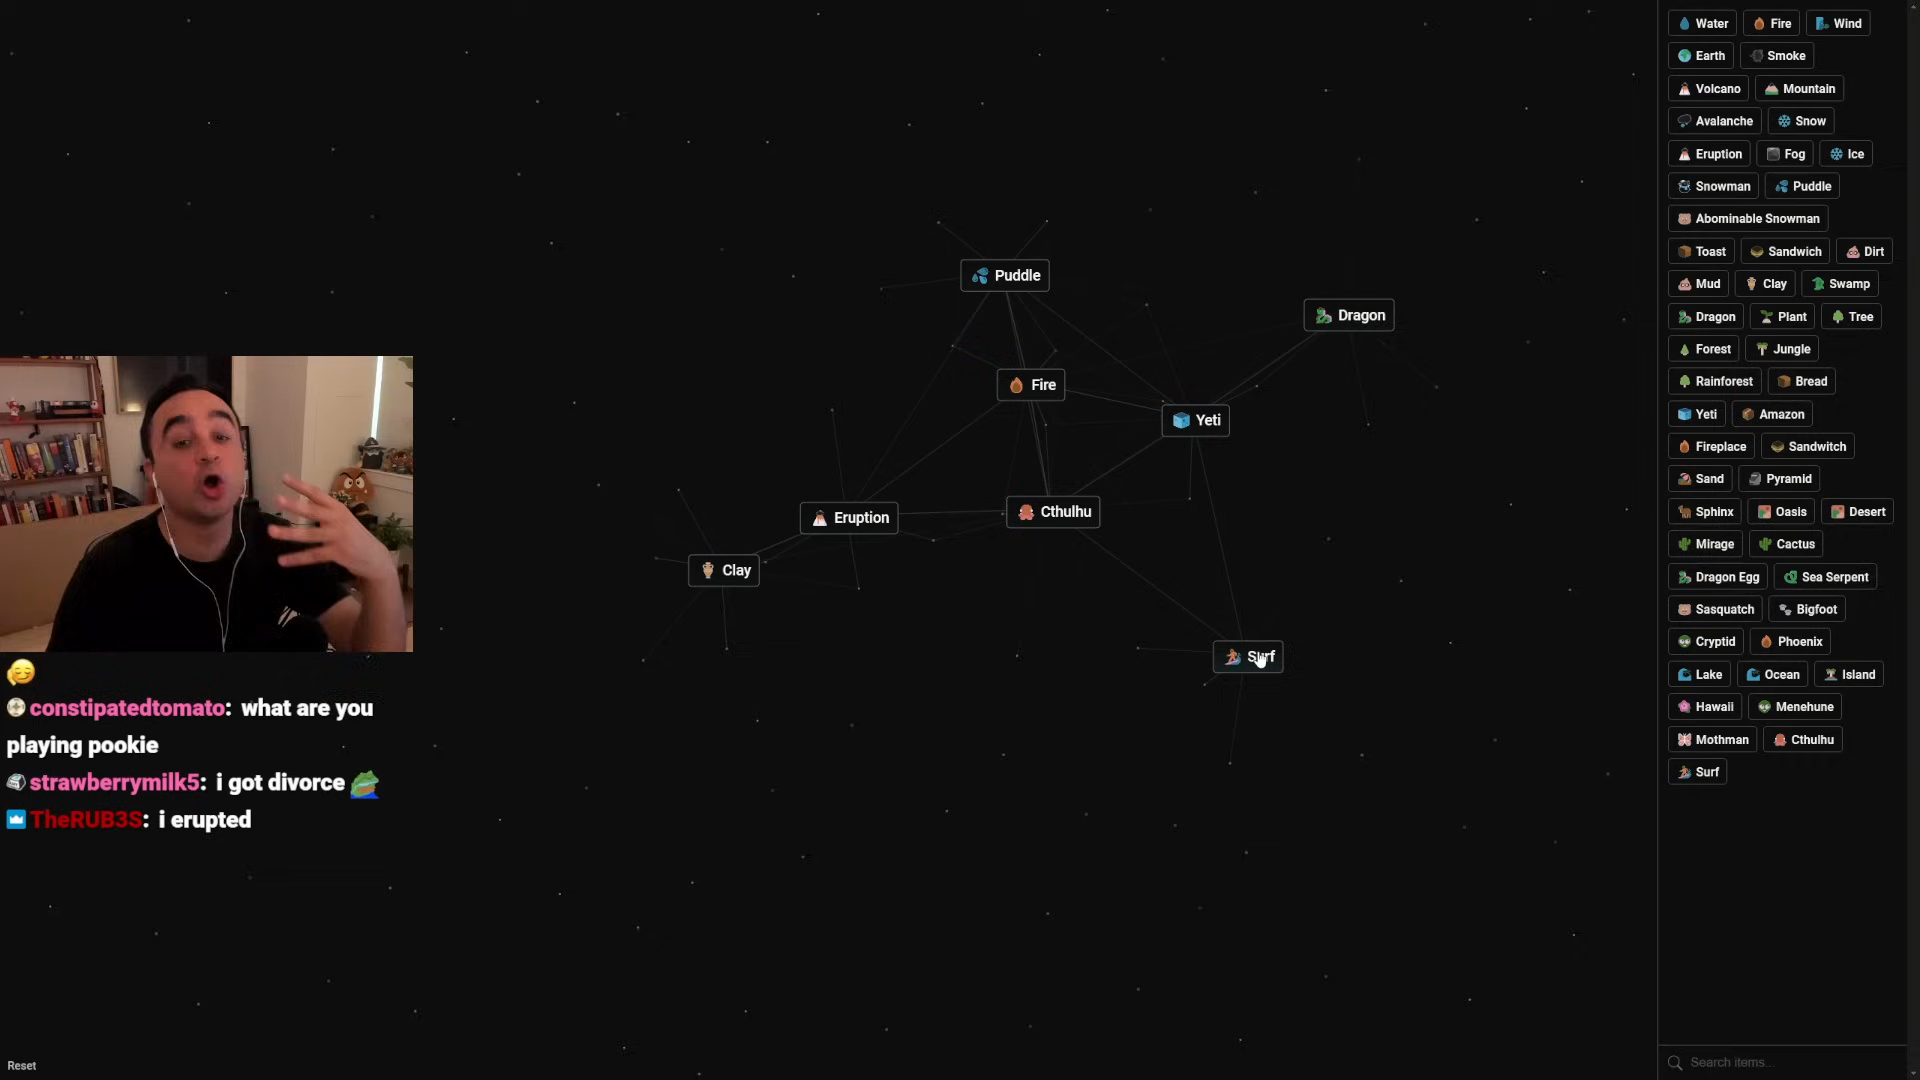 Water Fire Wind
Earth Smoke
Volcano Mountain
Avalanche Snow
Eruption Fog Ice
Snowman Puddle
Abominable Snowman
Toast Sandwich Dirt
Mud Clay Swamp
Dragon Plant Tree
Forest Jungle
Rainforest Bread
Yeti Amazon
Fireplace Sandwitch
Sand Pyramid
Sphinx Oasis Desert
Mirage Cactus
Dragon Egg Sea Serpent
Sasquatch Bigfoot
Cryptid Phoenix
Lake Ocean Island
Hawaii Menehune
Mothman Cthulhu
Surf
Search items...
Puddle
Dragon
Fire
Yeti
Eruption
Cthulhu
Clay
Surf
constipatedtomato: what are you
playing pookie
strawberrymilk5: i got divorce
TheRUB3S: i erupted
Reset